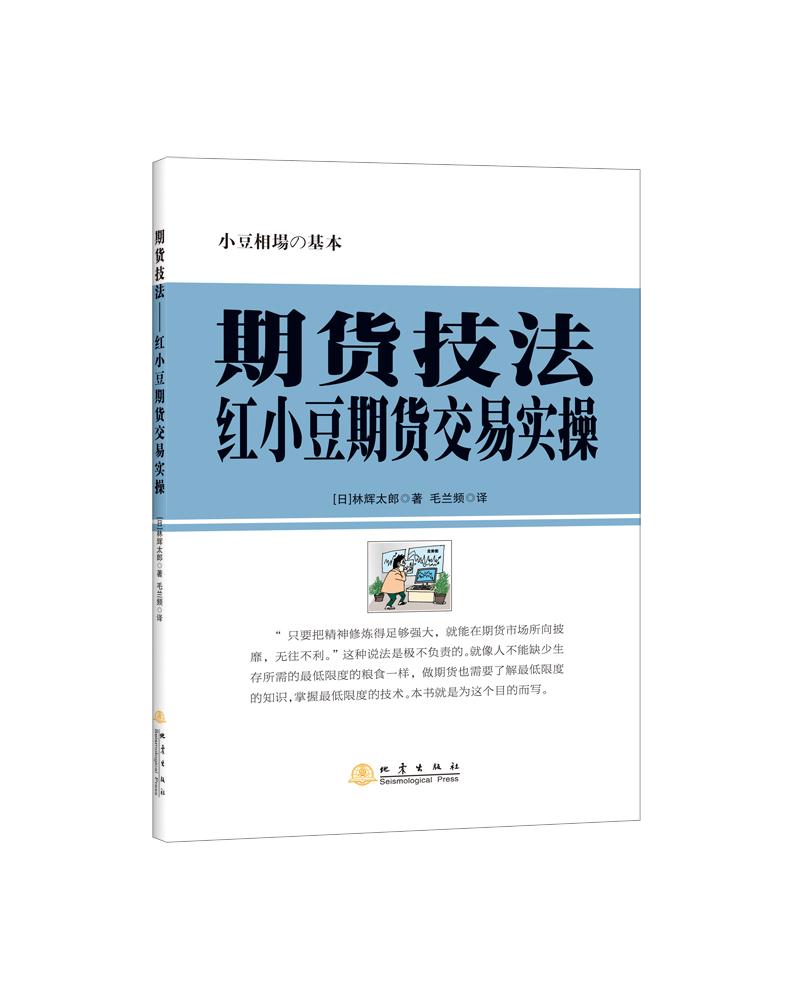 小豆相場の基本
期货技法
红小豆期货交易实操
[日]林辉太郎◎著 毛兰频◎译
“只要把精神修炼得足够强大，就能在期货市场所向披
靡，无往不利。”这种说法是极不负责的。就像人不能缺少生
存所需的最低限度的粮食一样，做期货也需要了解最低限度
的知识，掌握最低限度的技术。本书就是为这个目的而写。
地震出版社
Seismological Press
期货技法——红小豆期货交易实操
[日]林辉太郎◎著 毛兰频◎译
地震出版社
Seismological Press